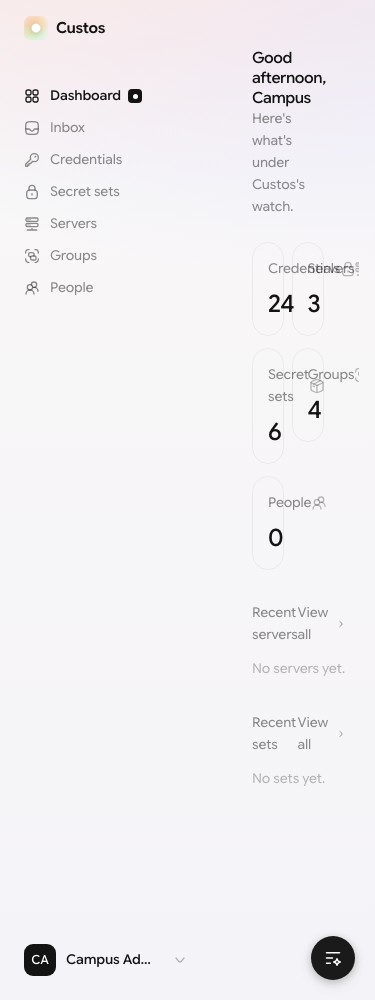 Custos
Dashboard
Inbox
Credentials
Secret sets
Servers
Groups
People
Good
afternoon,
Campus
Here's
what's
under
Custos's
watch.
Credentials
24
Servers
3
Secret
sets
6
Groups
4
People
0
Recent
servers
View
all
No servers yet.
Recent
sets
View
all
No sets yet.
CA
Campus Ad...